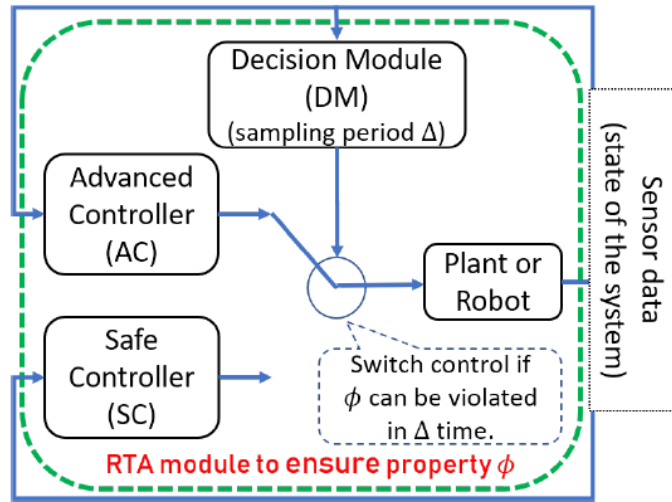 Decision Module
(DM)
(sampling period Δ)
Advanced
Controller
(AC)
Plant or
Robot
Sensor data
(state of the system)
Safe
Controller
(SC)
Switch control if
ϕ can be violated
in Δ time.
RTA module to ensure property ϕ